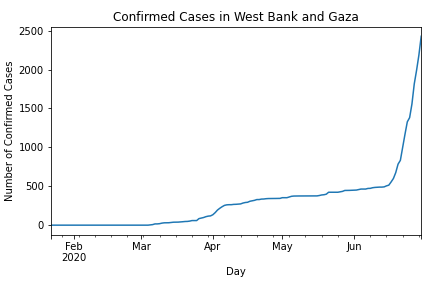 Confirmed Cases in West Bank and Gaza
Number of Confirmed Cases
2500
2000
1500
1000
500
0
Feb Mar Apr May Jun
2020
Day